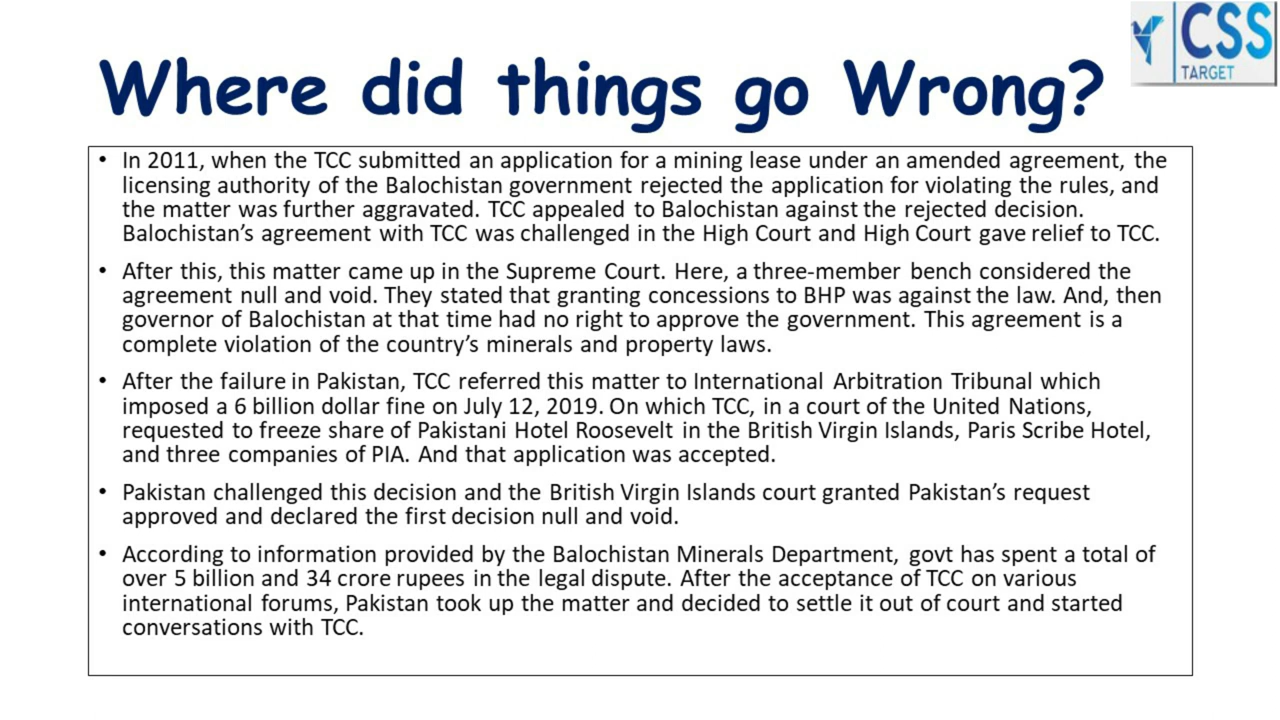 CSS
TARGET
Where did things go Wrong?
• In 2011, when the TCC submitted an application for a mining lease under an amended agreement, the
licensing authority of the Balochistan government rejected the application for violating the rules, and
the matter was further aggravated. TCC appealed to Balochistan against the rejected decision.
Balochistan’s agreement with TCC was challenged in the High Court and High Court gave relief to TCC.
• After this, this matter came up in the Supreme Court. Here, a three-member bench considered the
agreement null and void. They stated that granting concessions to BHP was against the law. And, then
governor of Balochistan at that time had no right to approve the government. This agreement is a
complete violation of the country’s minerals and property laws.
• After the failure in Pakistan, TCC referred this matter to International Arbitration Tribunal which
imposed a 6 billion dollar fine on July 12, 2019. On which TCC, in a court of the United Nations,
requested to freeze share of Pakistani Hotel Roosevelt in the British Virgin Islands, Paris Scribe Hotel,
and three companies of PIA. And that application was accepted.
• Pakistan challenged this decision and the British Virgin Islands court granted Pakistan’s request
approved and declared the first decision null and void.
• According to information provided by the Balochistan Minerals Department, govt has spent a total of
over 5 billion and 34 crore rupees in the legal dispute. After the acceptance of TCC on various
international forums, Pakistan took up the matter and decided to settle it out of court and started
conversations with TCC.